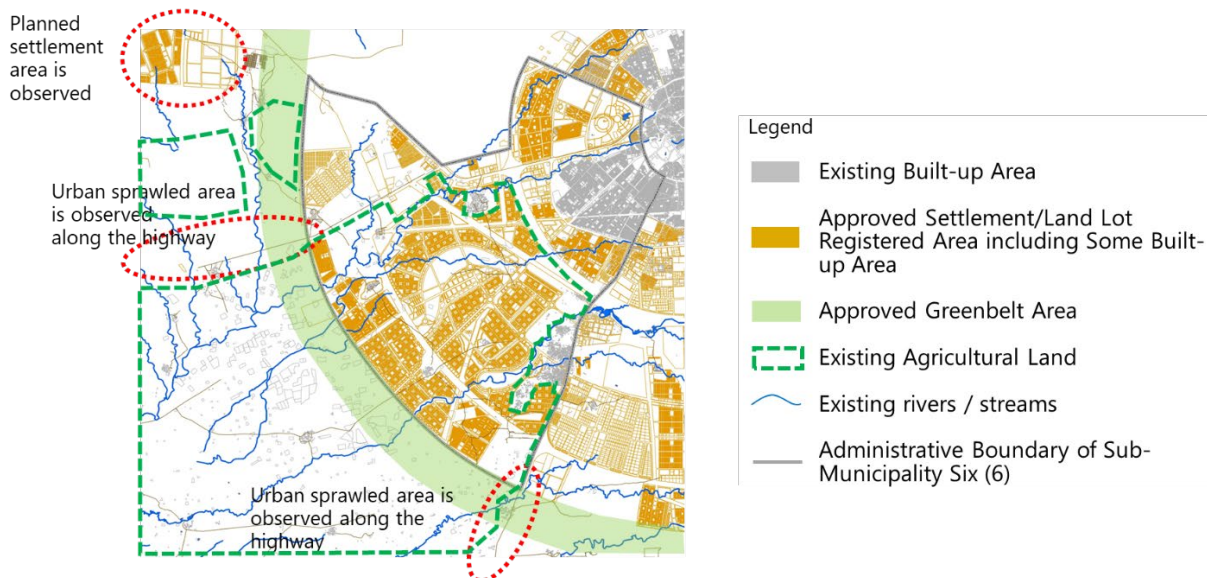 Planned
settlement
area is
observed
Urban sprawled area
is observed
along the highway
Urban sprawled area is
observed along the
highway
Legend
Existing Built-up Area
Approved Settlement/Land Lot
Registered Area including Some Built-
up Area
Approved Greenbelt Area
Existing Agricultural Land
Existing rivers / streams
Administrative Boundary of Sub-
Municipality Six (6)